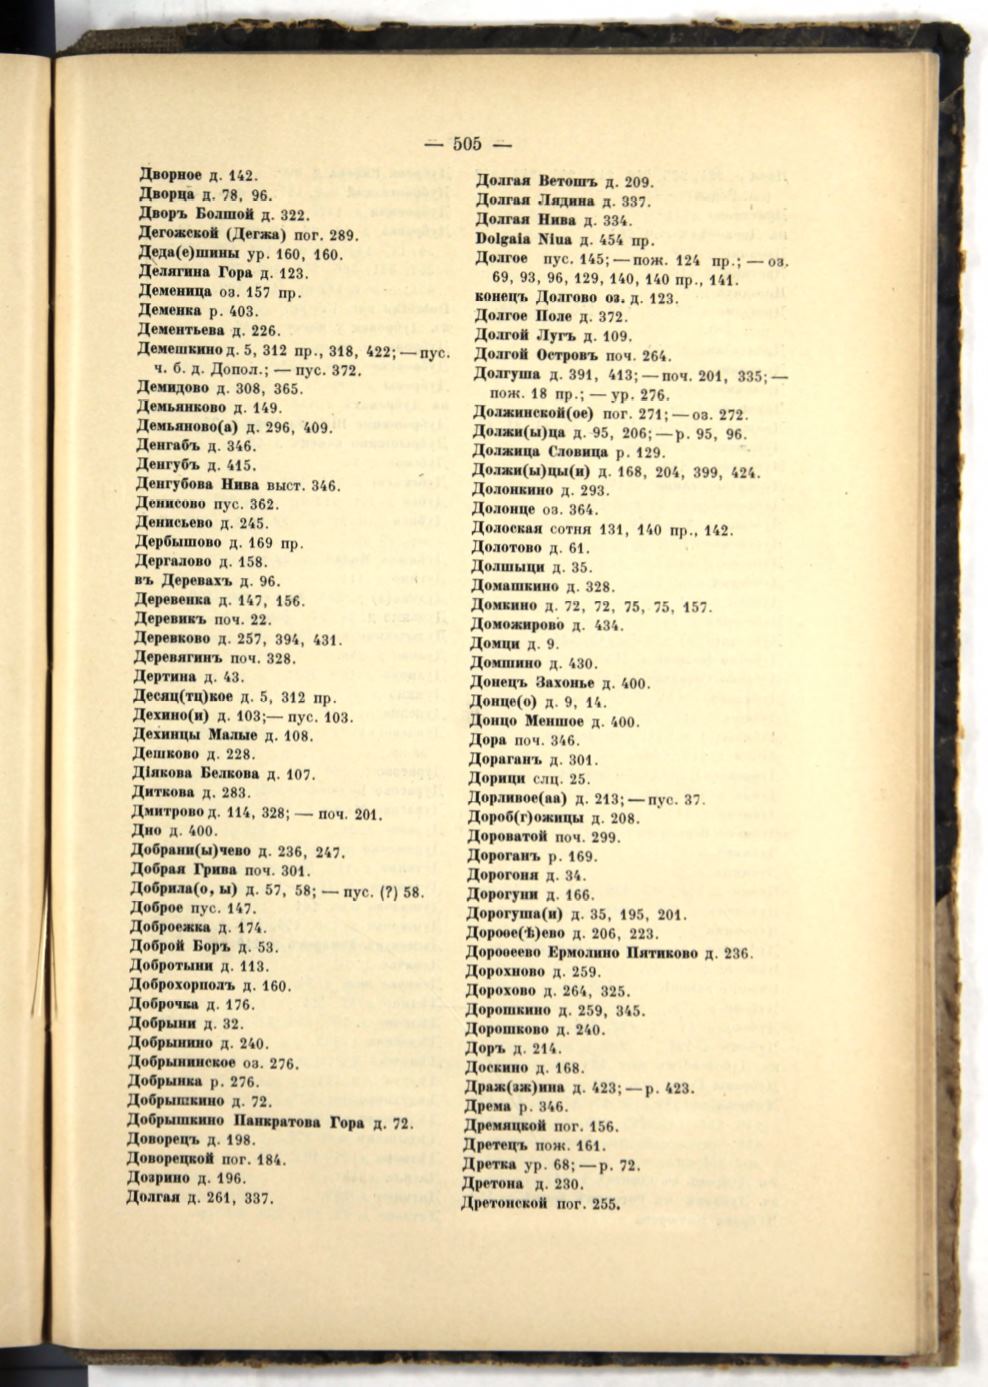 — 505 —
Дворное д. 142.
Дворца д. 78, 96.
Дворъ Болшой д. 322.
Дегожской (Дегжа) пог. 289.
Деда(е)шины ур. 160, 160.
Делягина Гора д. 123.
Деменица оз. 157 пр.
Деменка р. 403.
Дементьева д. 226.
Демешкино д. 5, 312 пр., 318, 422; — пус.
ч. б. д. Допол.; — пус. 372.
Демидово д. 308, 365.
Демьянково д. 149.
Демьяново(а) д. 296, 409.
Денгабъ д. 346.
Денгубъ д. 415.
Денгубова Нива выст. 346.
Денисово пус. 362.
Денисьево д. 245.
Дербышово д. 169 пр.
Дергалово д. 158.
въ Деревахъ д. 96.
Деревенка д. 147, 156.
Деревикъ поч. 22.
Деревково д. 257, 394, 431.
Деревягинъ поч. 328.
Дертина д. 43.
Десяц(тц)кое д. 5, 312 пр.
Дехино(и) д. 103;— пус. 103.
Дехинцы Малые д. 108.
Дешково д. 228.
Діякова Белкова д. 107.
Диткова д. 283.
Дмитрово д. 114, 328; — поч. 201.
Дно д. 400.
Добрани(ы)чево д. 236, 247.
Добрая Грива поч. 301.
Добрила(о, ы) д. 57, 58; — пус. (?) 58.
Доброе пус. 147.
Доброежка д. 174.
Доброй Боръ д. 53.
Добротыни д. 113.
Доброхорполъ д. 160.
Доброчка д. 176.
Добрыни д. 32.
Добрынино д. 240.
Добрынинское оз. 276.
Добрынка р. 276.
Добрышкино д. 72.
Добрышкино Панкратова Гора д. 72.
Доворецъ д. 198.
Доворецкой пог. 184.
Дозрино д. 196.
Долгая д. 261, 337.
Долгая Ветошъ д. 209.
Долгая Лядина д. 337.
Долгая Нива д. 334.
Dolgaia Niua д. 454 пр.
Долгое пус. 145; — пож. 124 пр.; — оз.
69, 93, 96, 129, 140, 140 пр., 141.
конецъ Долгово оз. д. 123.
Долгое Поле д. 372.
Долгой Лугъ д. 109.
Долгой Островъ поч. 264.
Долгуша д. 391, 413; — поч. 201, 335; —
пож. 18 пр.; — ур. 276.
Должинской(ое) пог. 271; — оз. 272.
Должи(ы)ца д. 95, 206; — р. 95, 96.
Должица Словица р. 129.
Должи(ы)цы(и) д. 168, 204, 399, 424.
Долонкино д. 293.
Долонце оз. 364.
Долоская сотня 131, 140 пр., 142.
Долотово д. 61.
Долшыци д. 35.
Домашкино д. 328.
Домкино д. 72, 72, 75, 75, 157.
Доможирово д. 434.
Домци д. 9.
Домшино д. 430.
Донецъ Захонье д. 400.
Донце(о) д. 9, 14.
Донцо Меншое д. 400.
Дора поч. 346.
Дораганъ д. 301.
Дорици слц. 25.
Дорливое(аа) д. 213; — пус. 37.
Дороб(г)ожицы д. 208.
Дороватой поч. 299.
Дороганъ р. 169.
Дорогоня д. 34.
Дорогуни д. 166.
Дорогуша(и) д. 35, 195, 201.
Дороѳе(ѣ)ево д. 206, 223.
Дороѳеево Ермолино Пятиково д. 236.
Дорохново д. 259.
Дорохово д. 264, 325.
Дорошкино д. 259, 345.
Дорошково д. 240.
Доръ д. 214.
Доскино д. 168.
Драж(зж)ина д. 423; — р. 423.
Дрема р. 346.
Дремяцкой пог. 156.
Дретецъ пож. 161.
Дретка ур. 68; — р. 72.
Дретона д. 230.
Дретонской пог. 255.